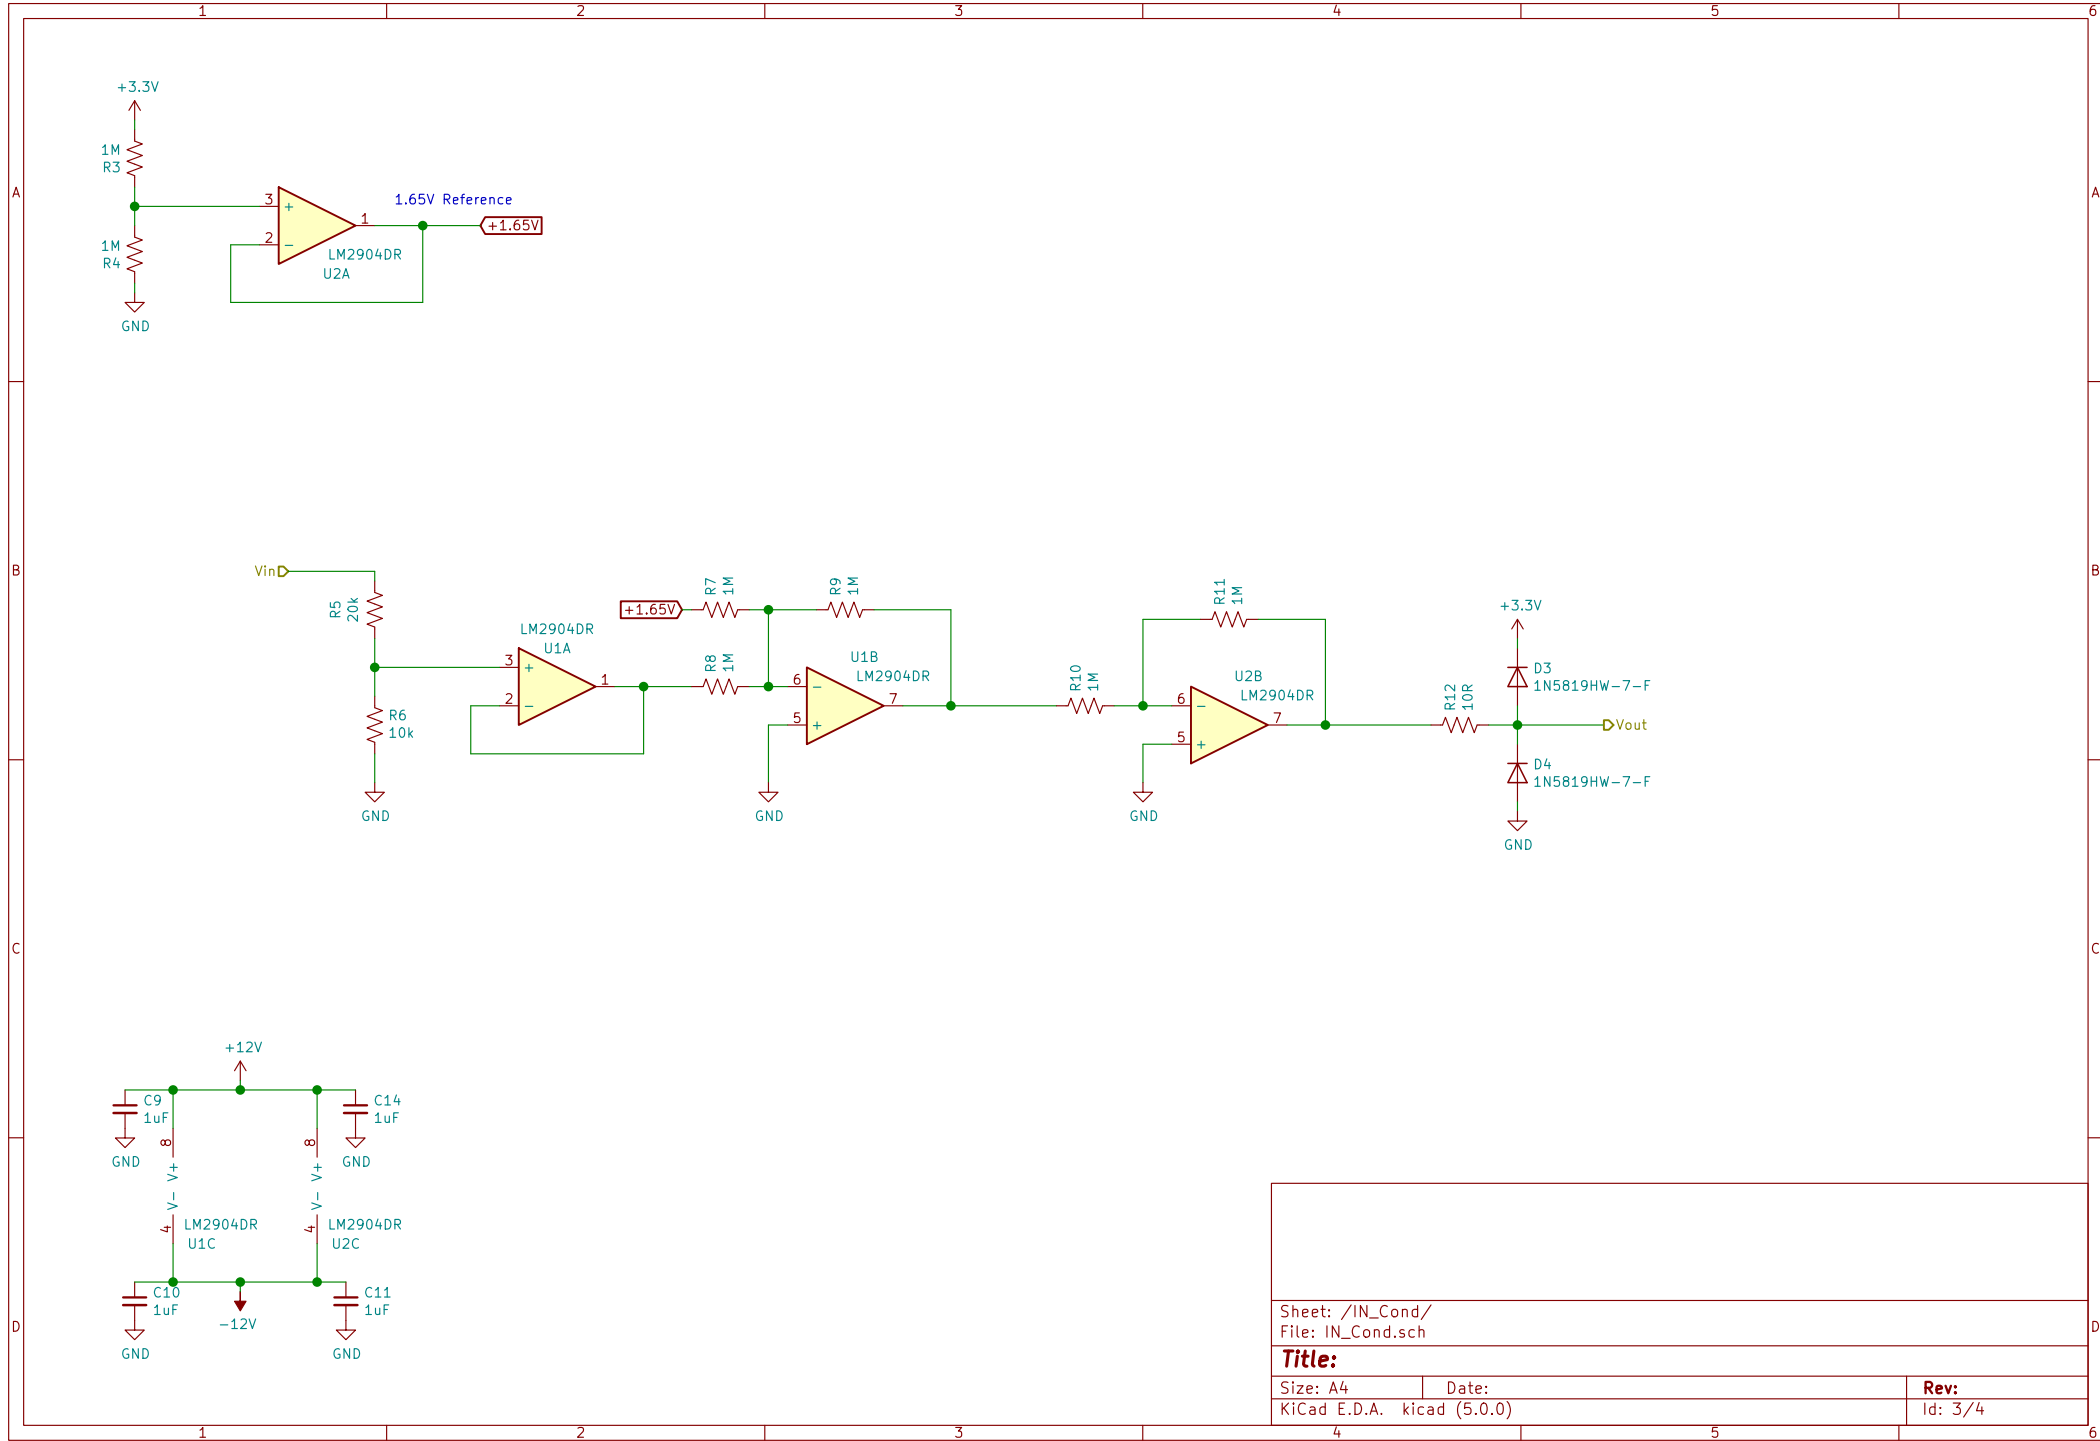 1 2 3 4 5 6
A A
B B
C C
D D
+3.3V
1M
R3
1M
R4
GND
3
+
2
−
1
LM2904DR
U2A
1.65V Reference
+1.65V
Vin
R5
20k
R6
10k
GND
LM2904DR
U1A
3
+
2
−
1
+1.65V
R7
1M
R8
1M
R9
1M
6
−
5
+
7
U1B
LM2904DR
GND
R10
1M
R11
1M
6
−
5
+
7
U2B
LM2904DR
GND
R12
10R
+3.3V
D3
1N5819HW-7-F
Vout
D4
1N5819HW-7-F
GND
+12V
C9
1uF
GND
C14
1uF
GND
8
V+
V-
4
LM2904DR
U1C
8
V+
V-
4
LM2904DR
U2C
C10
1uF
GND
-12V
C11
1uF
GND
Sheet: /IN_Cond/
File: IN_Cond.sch
Title:
Size: A4 Date: Rev:
KiCad E.D.A. kicad (5.0.0) Id: 3/4
1 2 3 4 5 6